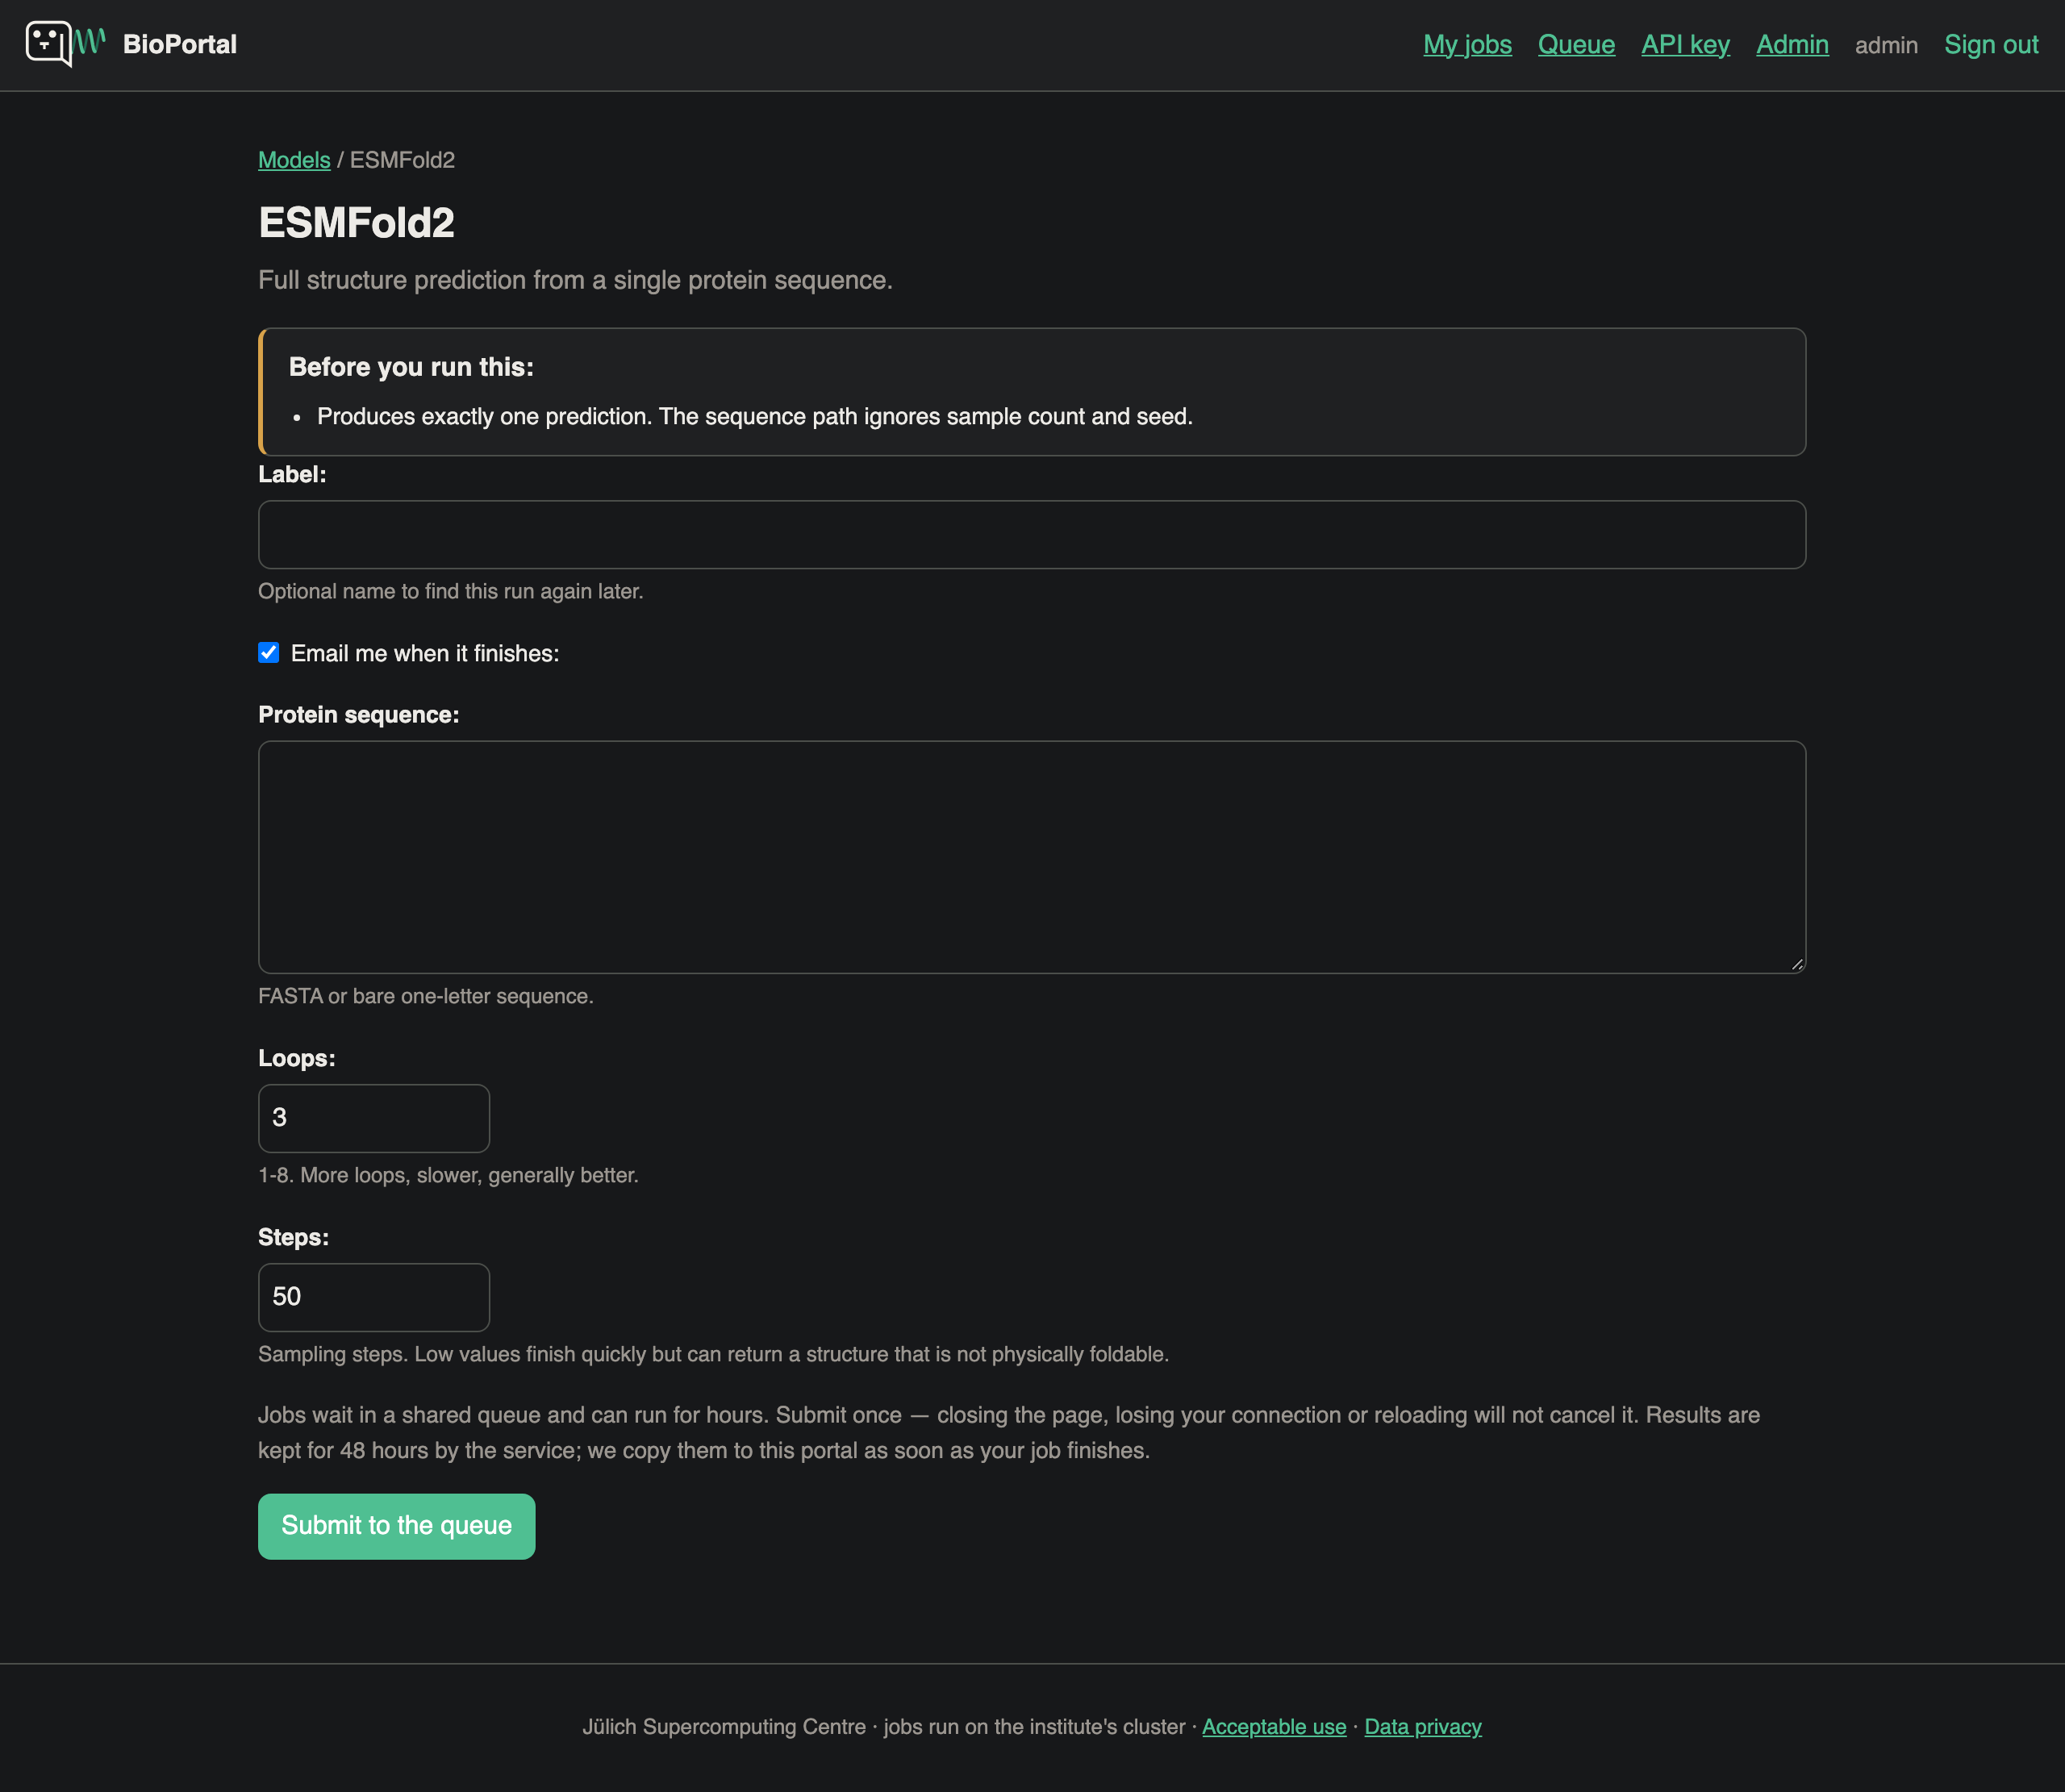 BioPortal
My jobs Queue API key Admin admin Sign out
Models / ESMFold2
ESMFold2
Full structure prediction from a single protein sequence.
Before you run this:
• Produces exactly one prediction. The sequence path ignores sample count and seed.
Label:
Optional name to find this run again later.
Email me when it finishes:
Protein sequence:
FASTA or bare one-letter sequence.
Loops:
3
1-8. More loops, slower, generally better.
Steps:
50
Sampling steps. Low values finish quickly but can return a structure that is not physically foldable.
Jobs wait in a shared queue and can run for hours. Submit once — closing the page, losing your connection or reloading will not cancel it. Results are
kept for 48 hours by the service; we copy them to this portal as soon as your job finishes.
Submit to the queue
Jülich Supercomputing Centre · jobs run on the institute's cluster · Acceptable use · Data privacy